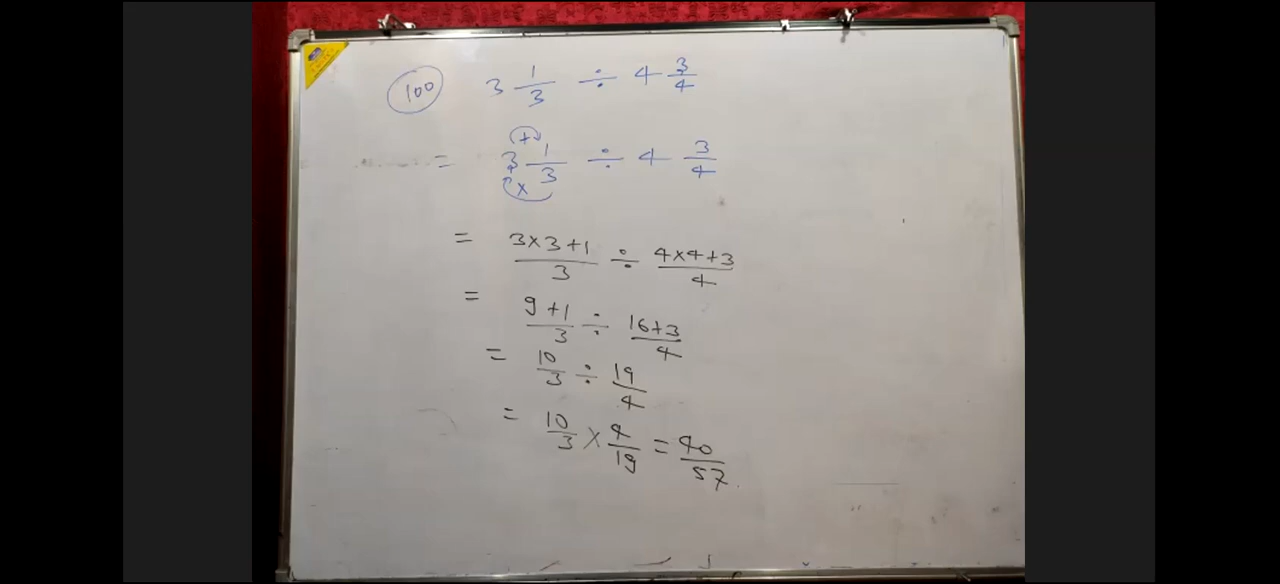 100 3 1/3 ÷ 4 3/4
= 3 1/3 ÷ 4 3/4
+
×
= 3×3+1/3 ÷ 4×4+3/4
= 9+1/3 ÷ 16+3/4
= 10/3 ÷ 19/4
= 10/3 × 4/19 = 40/57.